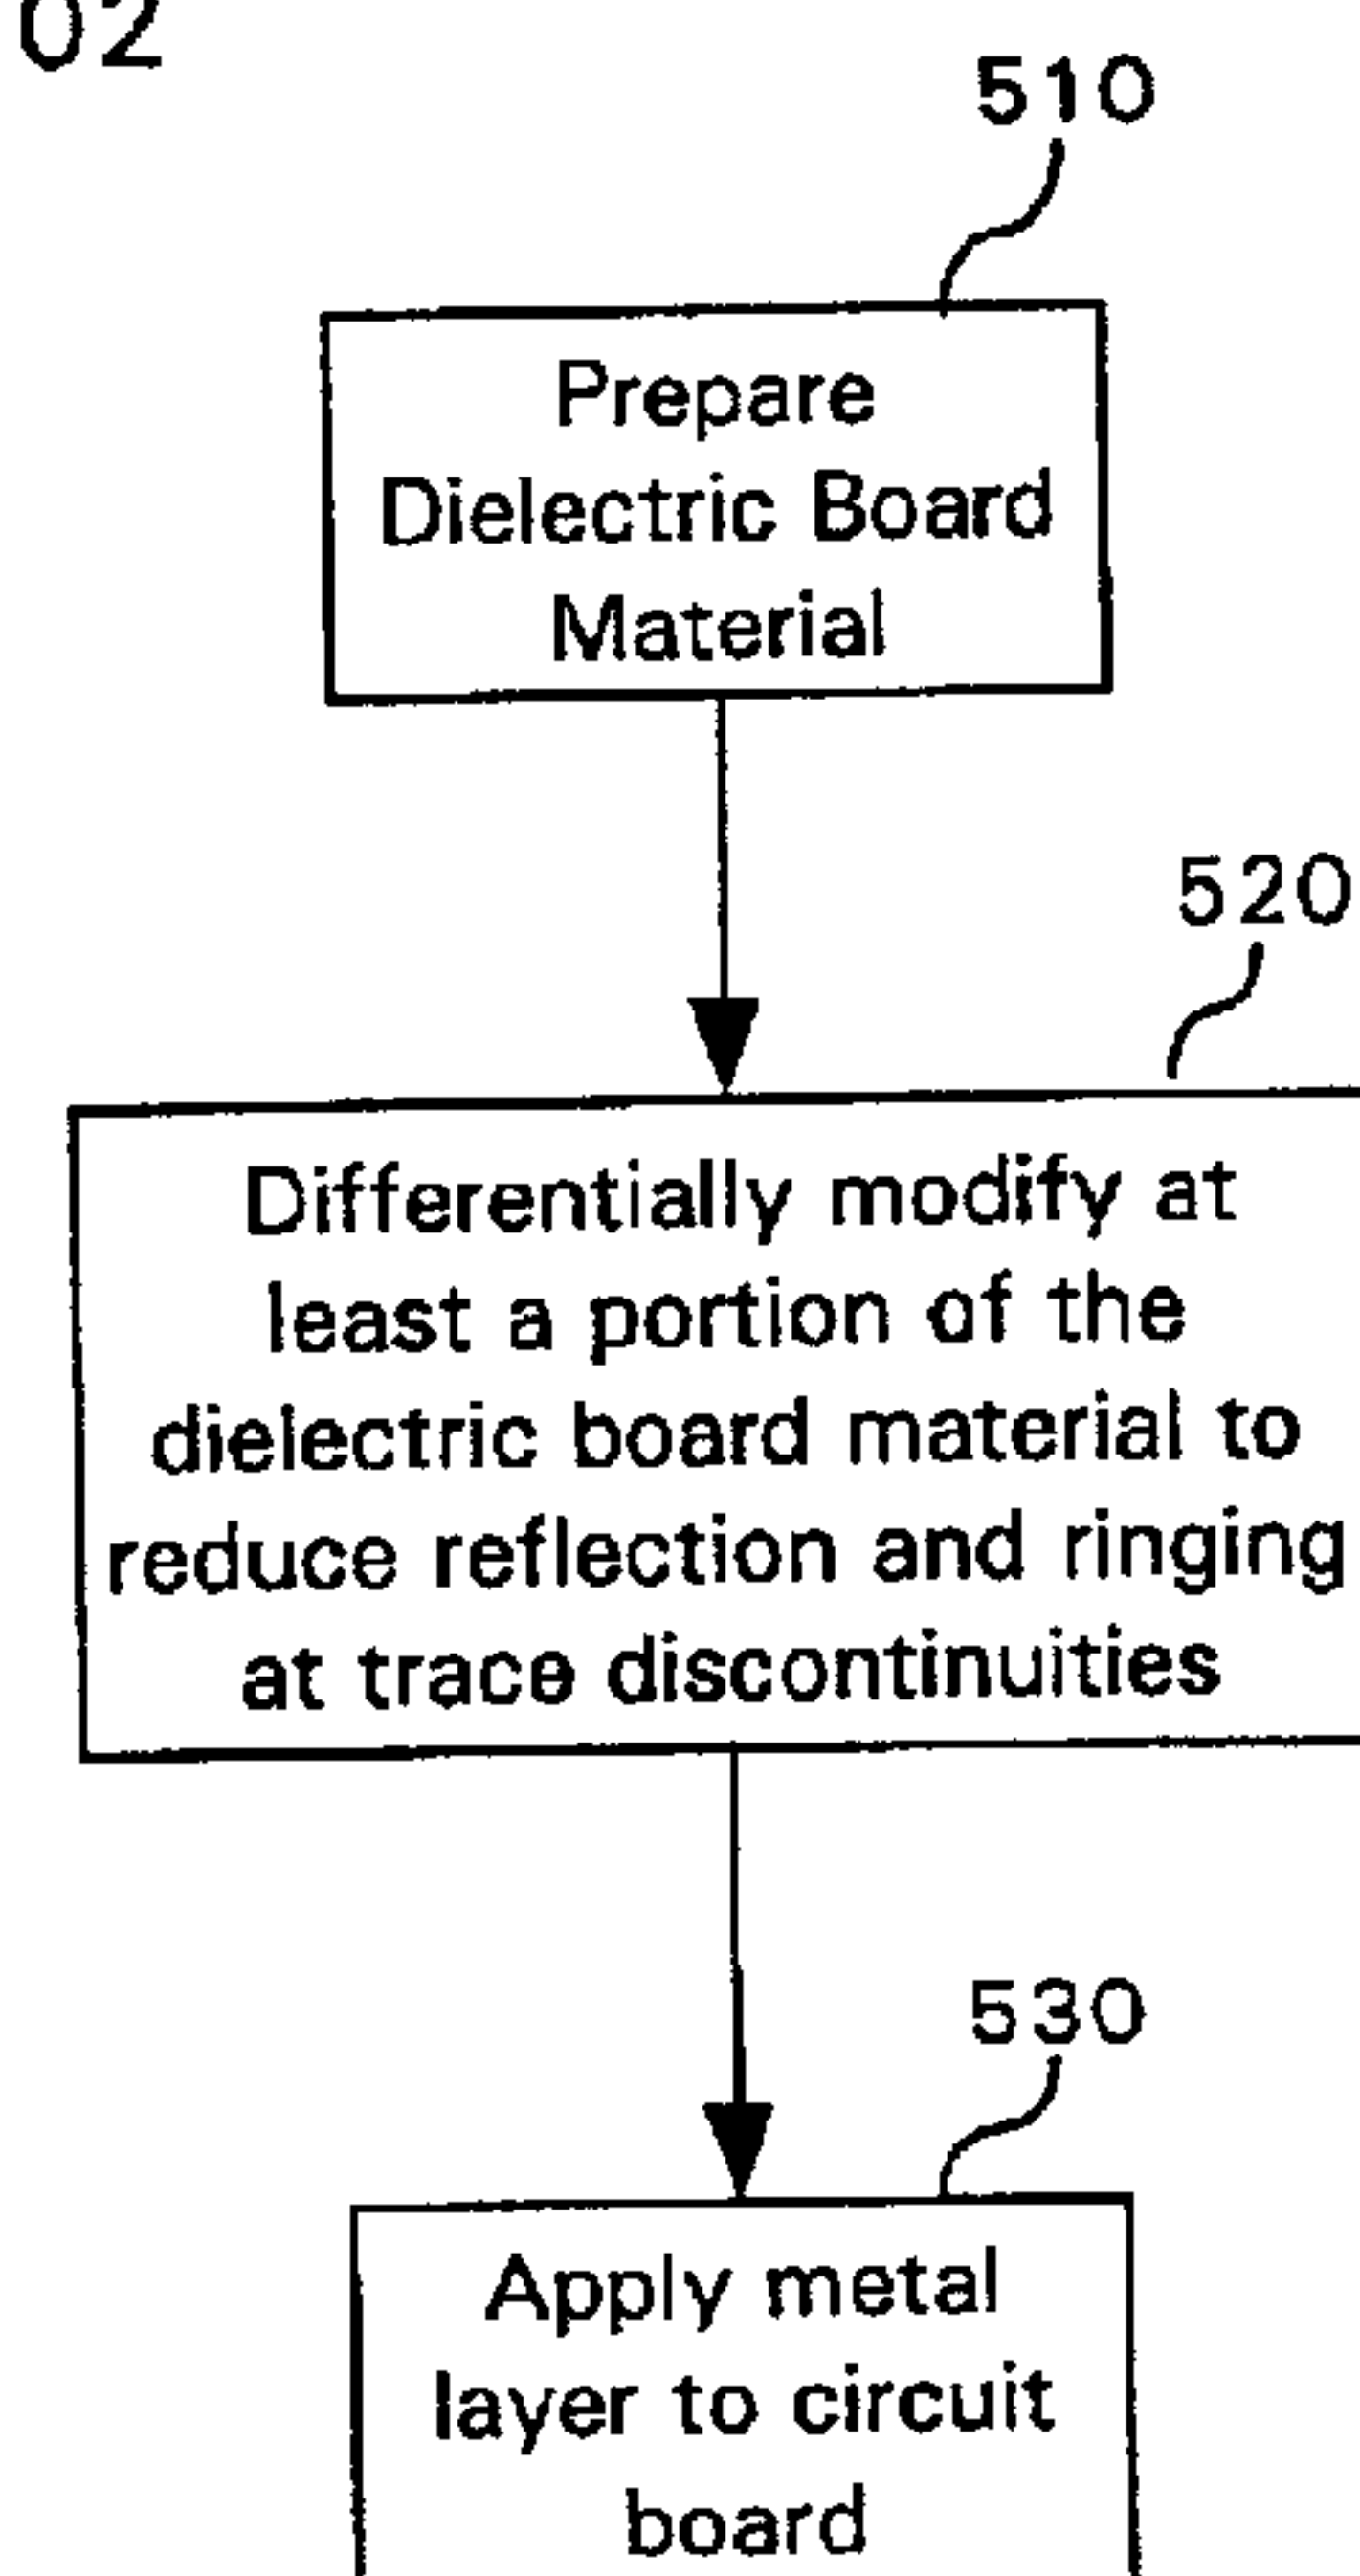 02
510
Prepare
Dielectric Board
Material
520
Differentially modify at
least a portion of the
dielectric board material to
reduce reflection and ringing
at trace discontinuities
530
Apply metal
layer to circuit
board